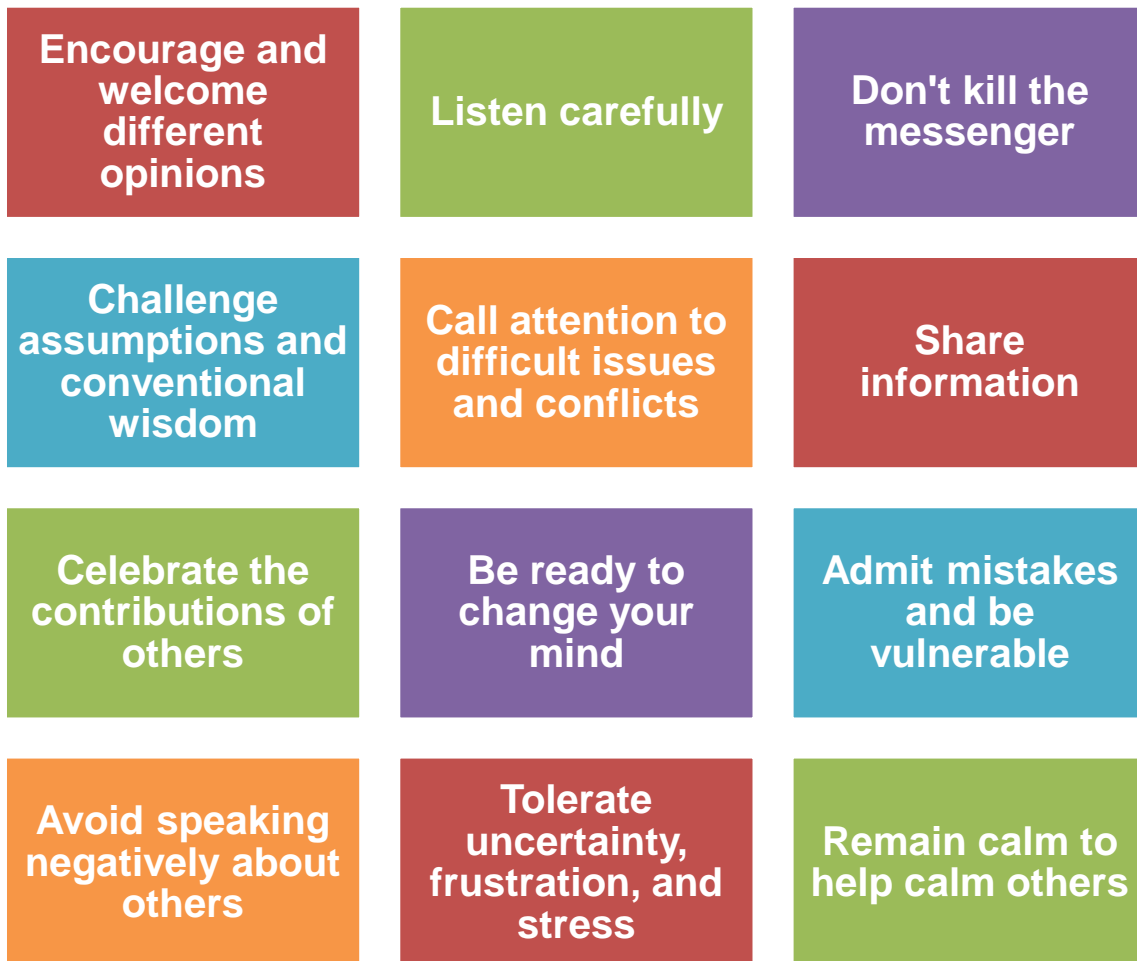 Encourage and
welcome
different
opinions
Listen carefully
Don't kill the
messenger
Challenge
assumptions and
conventional
wisdom
Call attention to
difficult issues
and conflicts
Share
information
Celebrate the
contributions of
others
Be ready to
change your
mind
Admit mistakes
and be
vulnerable
Avoid speaking
negatively about
others
Tolerate
uncertainty,
frustration, and
stress
Remain calm to
help calm others